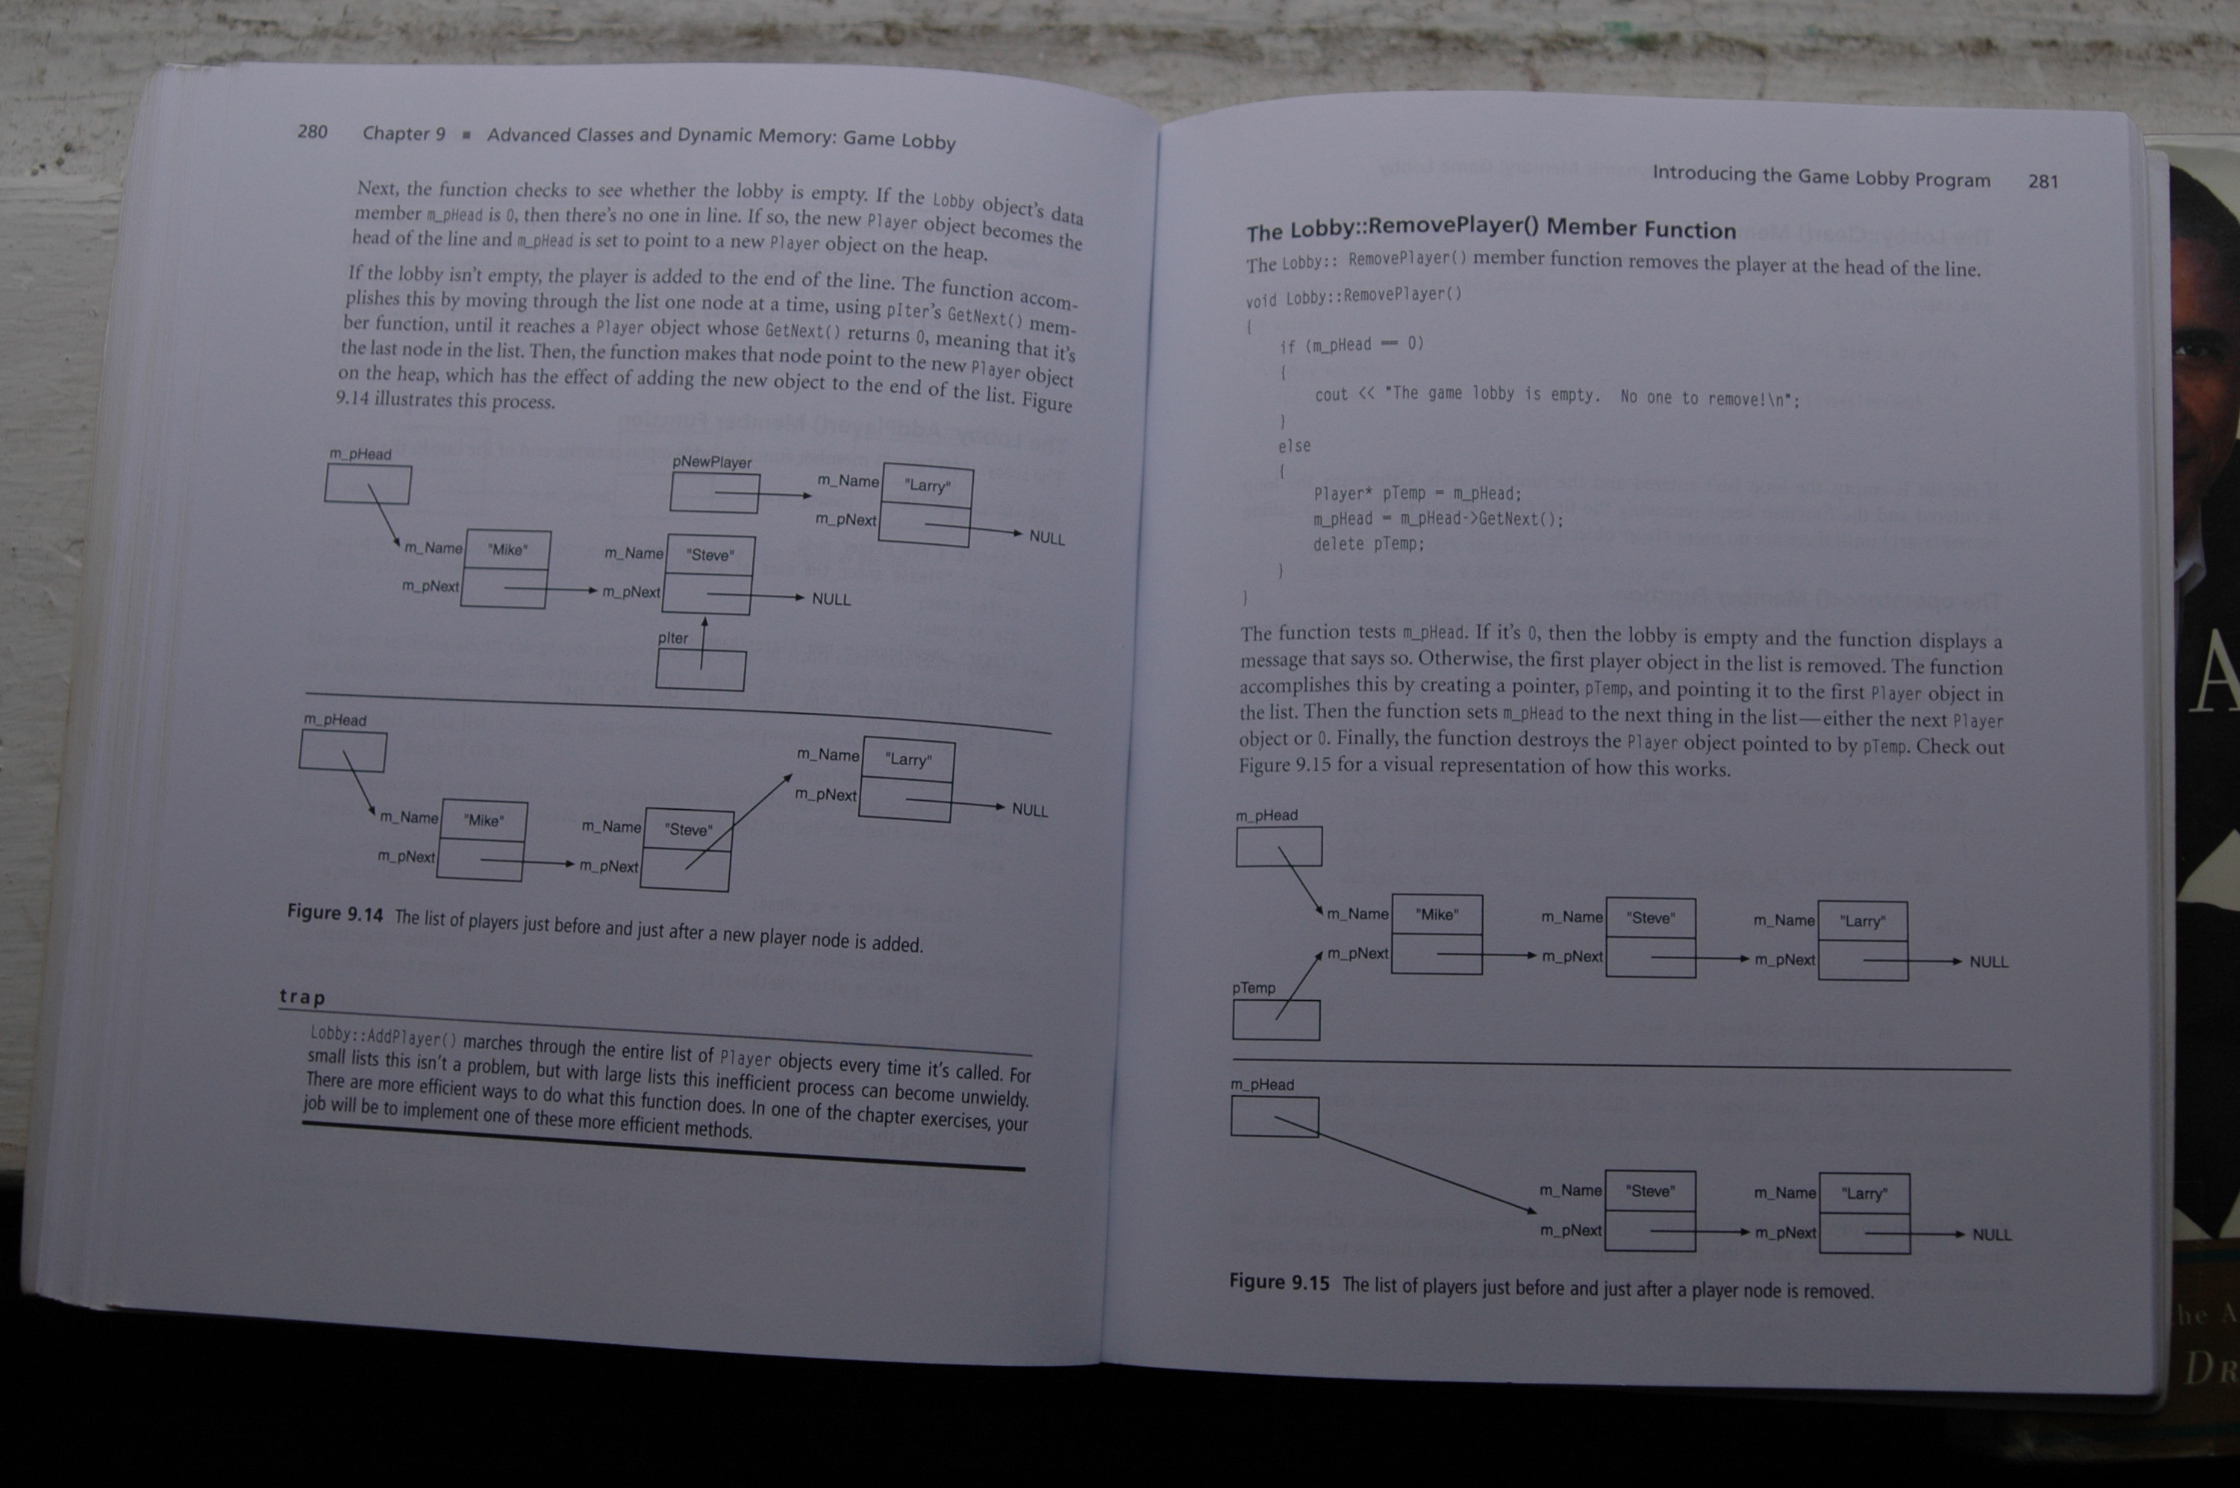 280 Chapter 9 ■ Advanced Classes and Dynamic Memory: Game Lobby
Next, the function checks to see whether the lobby is empty. If the Lobby object's data
member m_pHead is 0, then there's no one in line. If so, the new Player object becomes the
head of the line and m_pHead is set to point to a new Player object on the heap.
If the lobby isn't empty, the player is added to the end of the line. The function accom-
plishes this by moving through the list one node at a time, using pIter's GetNext() mem-
ber function, until it reaches a Player object whose GetNext() returns 0, meaning that it's
the last node in the list. Then, the function makes that node point to the new Player object
on the heap, which has the effect of adding the new object to the end of the list. Figure
9.14 illustrates this process.
m_pHead
pNewPlayer
m_Name "Larry"
m_pNext
NULL
m_Name "Mike"
m_pNext
m_Name "Steve"
m_pNext
NULL
pIter
m_pHead
m_Name "Larry"
m_pNext
NULL
m_Name "Mike"
m_pNext
m_Name "Steve"
m_pNext
Figure 9.14 The list of players just before and just after a new player node is added.
trap
Lobby::AddPlayer() marches through the entire list of Player objects every time it's called. For
small lists this isn't a problem, but with large lists this inefficient process can become unwieldy.
There are more efficient ways to do what this function does. In one of the chapter exercises, your
job will be to implement one of these more efficient methods.
Introducing the Game Lobby Program 281
The Lobby::RemovePlayer() Member Function
The Lobby:: RemovePlayer() member function removes the player at the head of the line.
void Lobby::RemovePlayer()
{
if (m_pHead == 0)
{
cout << "The game lobby is empty. No one to remove!\n";
}
else
{
Player* pTemp = m_pHead;
m_pHead = m_pHead->GetNext();
delete pTemp;
}
}
The function tests m_pHead. If it's 0, then the lobby is empty and the function displays a
message that says so. Otherwise, the first player object in the list is removed. The function
accomplishes this by creating a pointer, pTemp, and pointing it to the first Player object in
the list. Then the function sets m_pHead to the next thing in the list—either the next Player
object or 0. Finally, the function destroys the Player object pointed to by pTemp. Check out
Figure 9.15 for a visual representation of how this works.
m_pHead
m_Name "Mike"
m_pNext
m_Name "Steve"
m_pNext
m_Name "Larry"
m_pNext
NULL
pTemp
m_pHead
m_Name "Steve"
m_pNext
m_Name "Larry"
m_pNext
NULL
Figure 9.15 The list of players just before and just after a player node is removed.
A
he A
DR